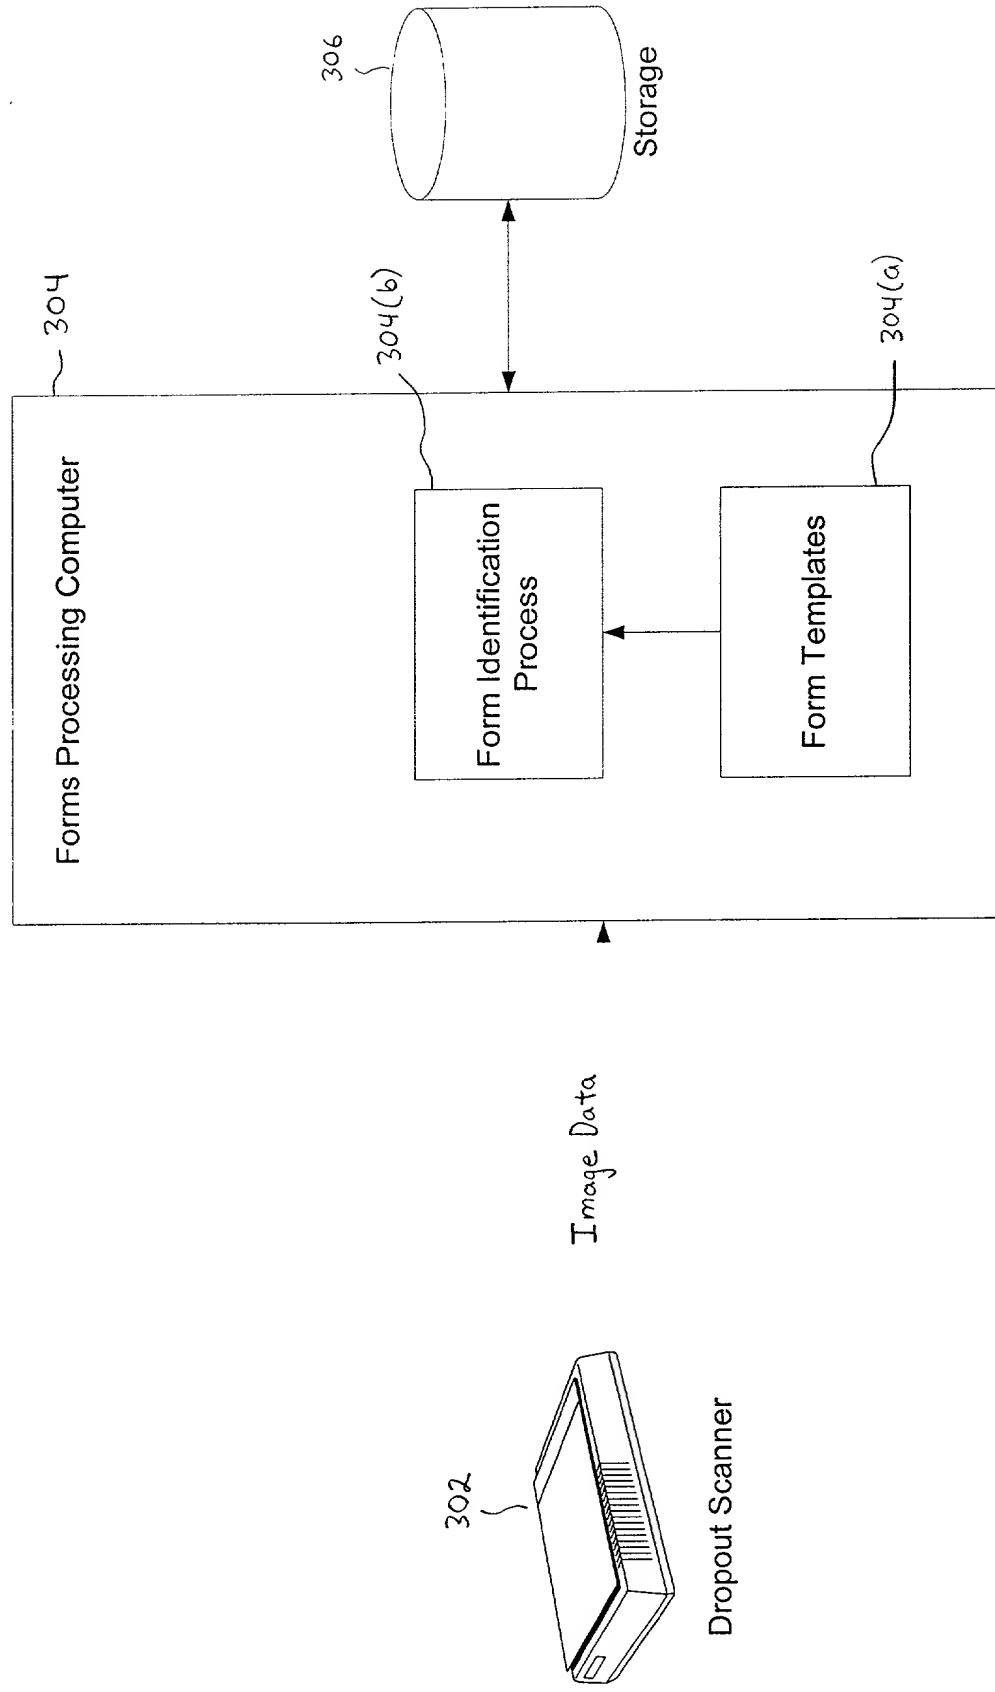 302
Dropout Scanner
Image Data
304
Forms Processing Computer
304(b)
Form Identification
Process
Form Templates
304(a)
306
Storage